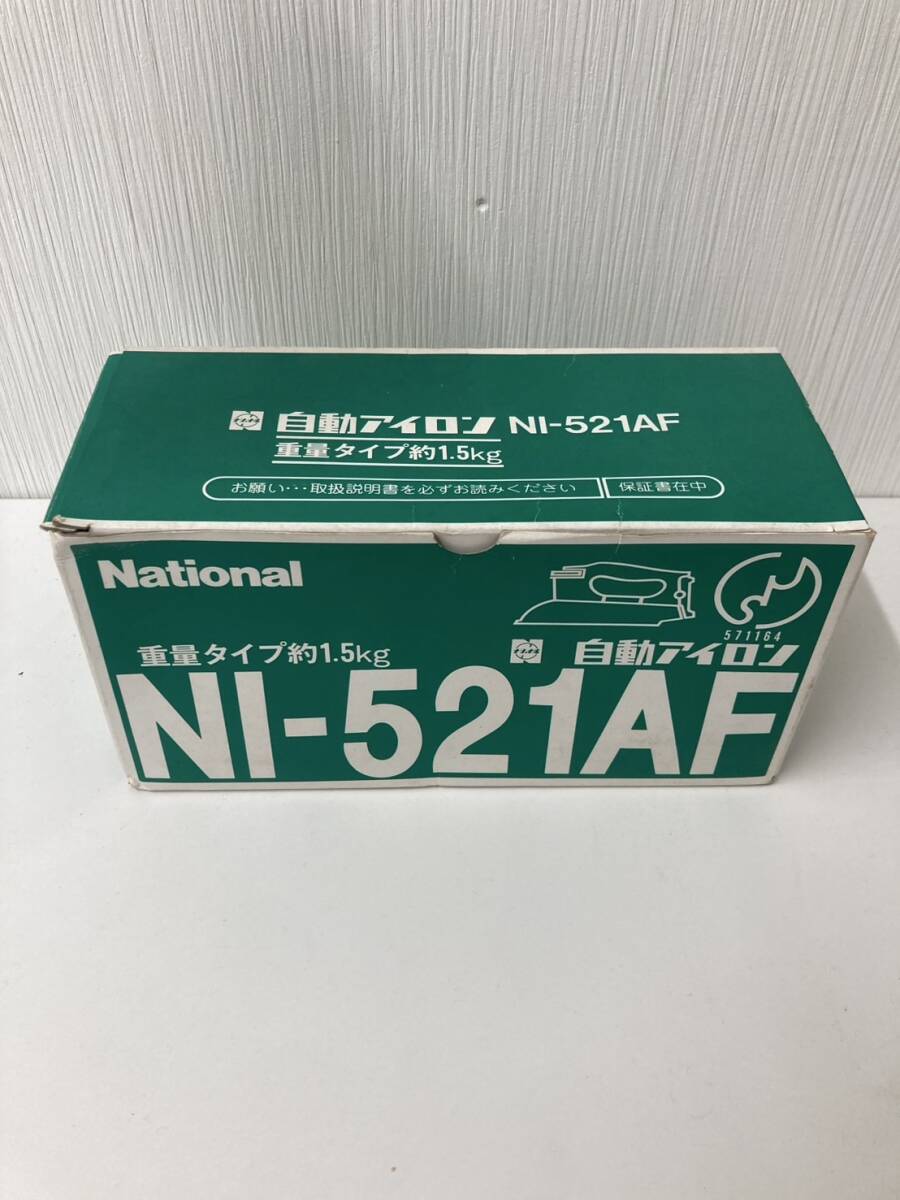 自動アイロン NI-521AF
重量タイプ約1.5kg
お願い・・・取扱説明書を必ずお読みください 保証書在中
National
571164
重量タイプ約1.5kg 自動アイロン
NI-521AF